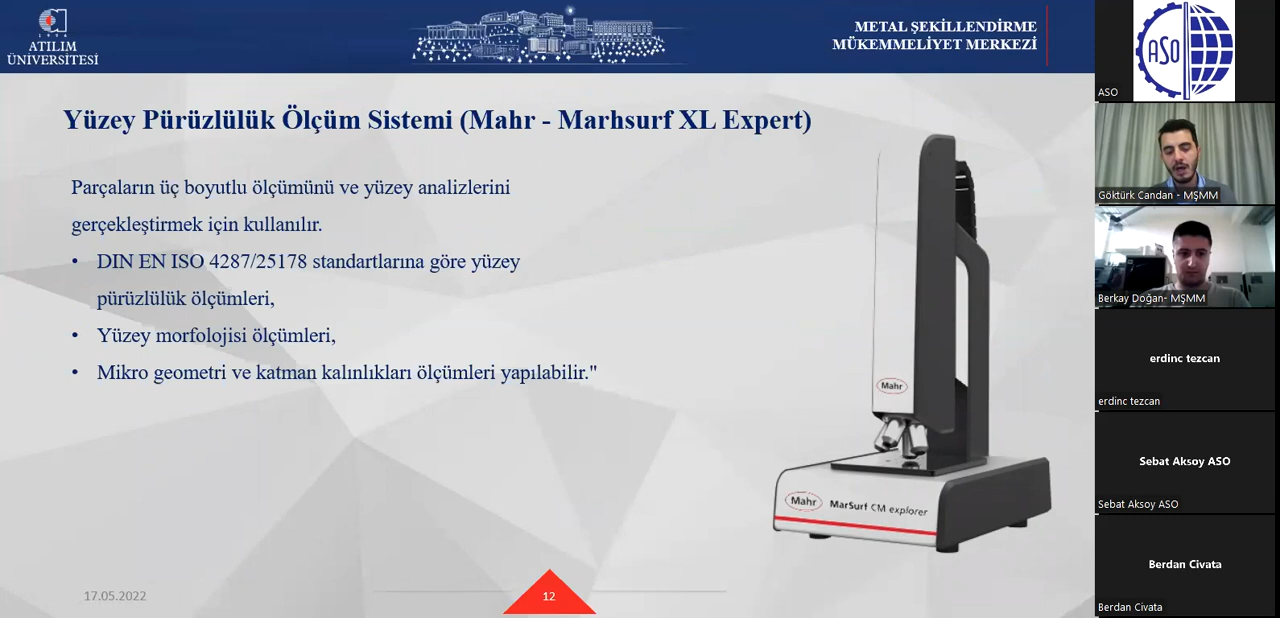 1996
ATILIM
ÜNİVERSİTESİ
METAL ŞEKİLLENDİRME
MÜKEMMELİYET MERKEZİ
Yüzey Pürüzlülük Ölçüm Sistemi (Mahr - Marhsurf XL Expert)
Parçaların üç boyutlu ölçümünü ve yüzey analizlerini
gerçekleştirmek için kullanılır.
• DIN EN ISO 4287/25178 standartlarına göre yüzey
pürüzlülük ölçümleri,
• Yüzey morfolojisi ölçümleri,
• Mikro geometri ve katman kalınlıkları ölçümleri yapılabilir."
Mahr
Mahr MarSurf CM explorer
17.05.2022
12
ASO
ASO
Göktürk Candan - MŞMM
Berkay Doğan- MŞMM
erdinc tezcan
erdinc tezcan
Sebat Aksoy ASO
Sebat Aksoy ASO
Berdan Civata
Berdan Civata